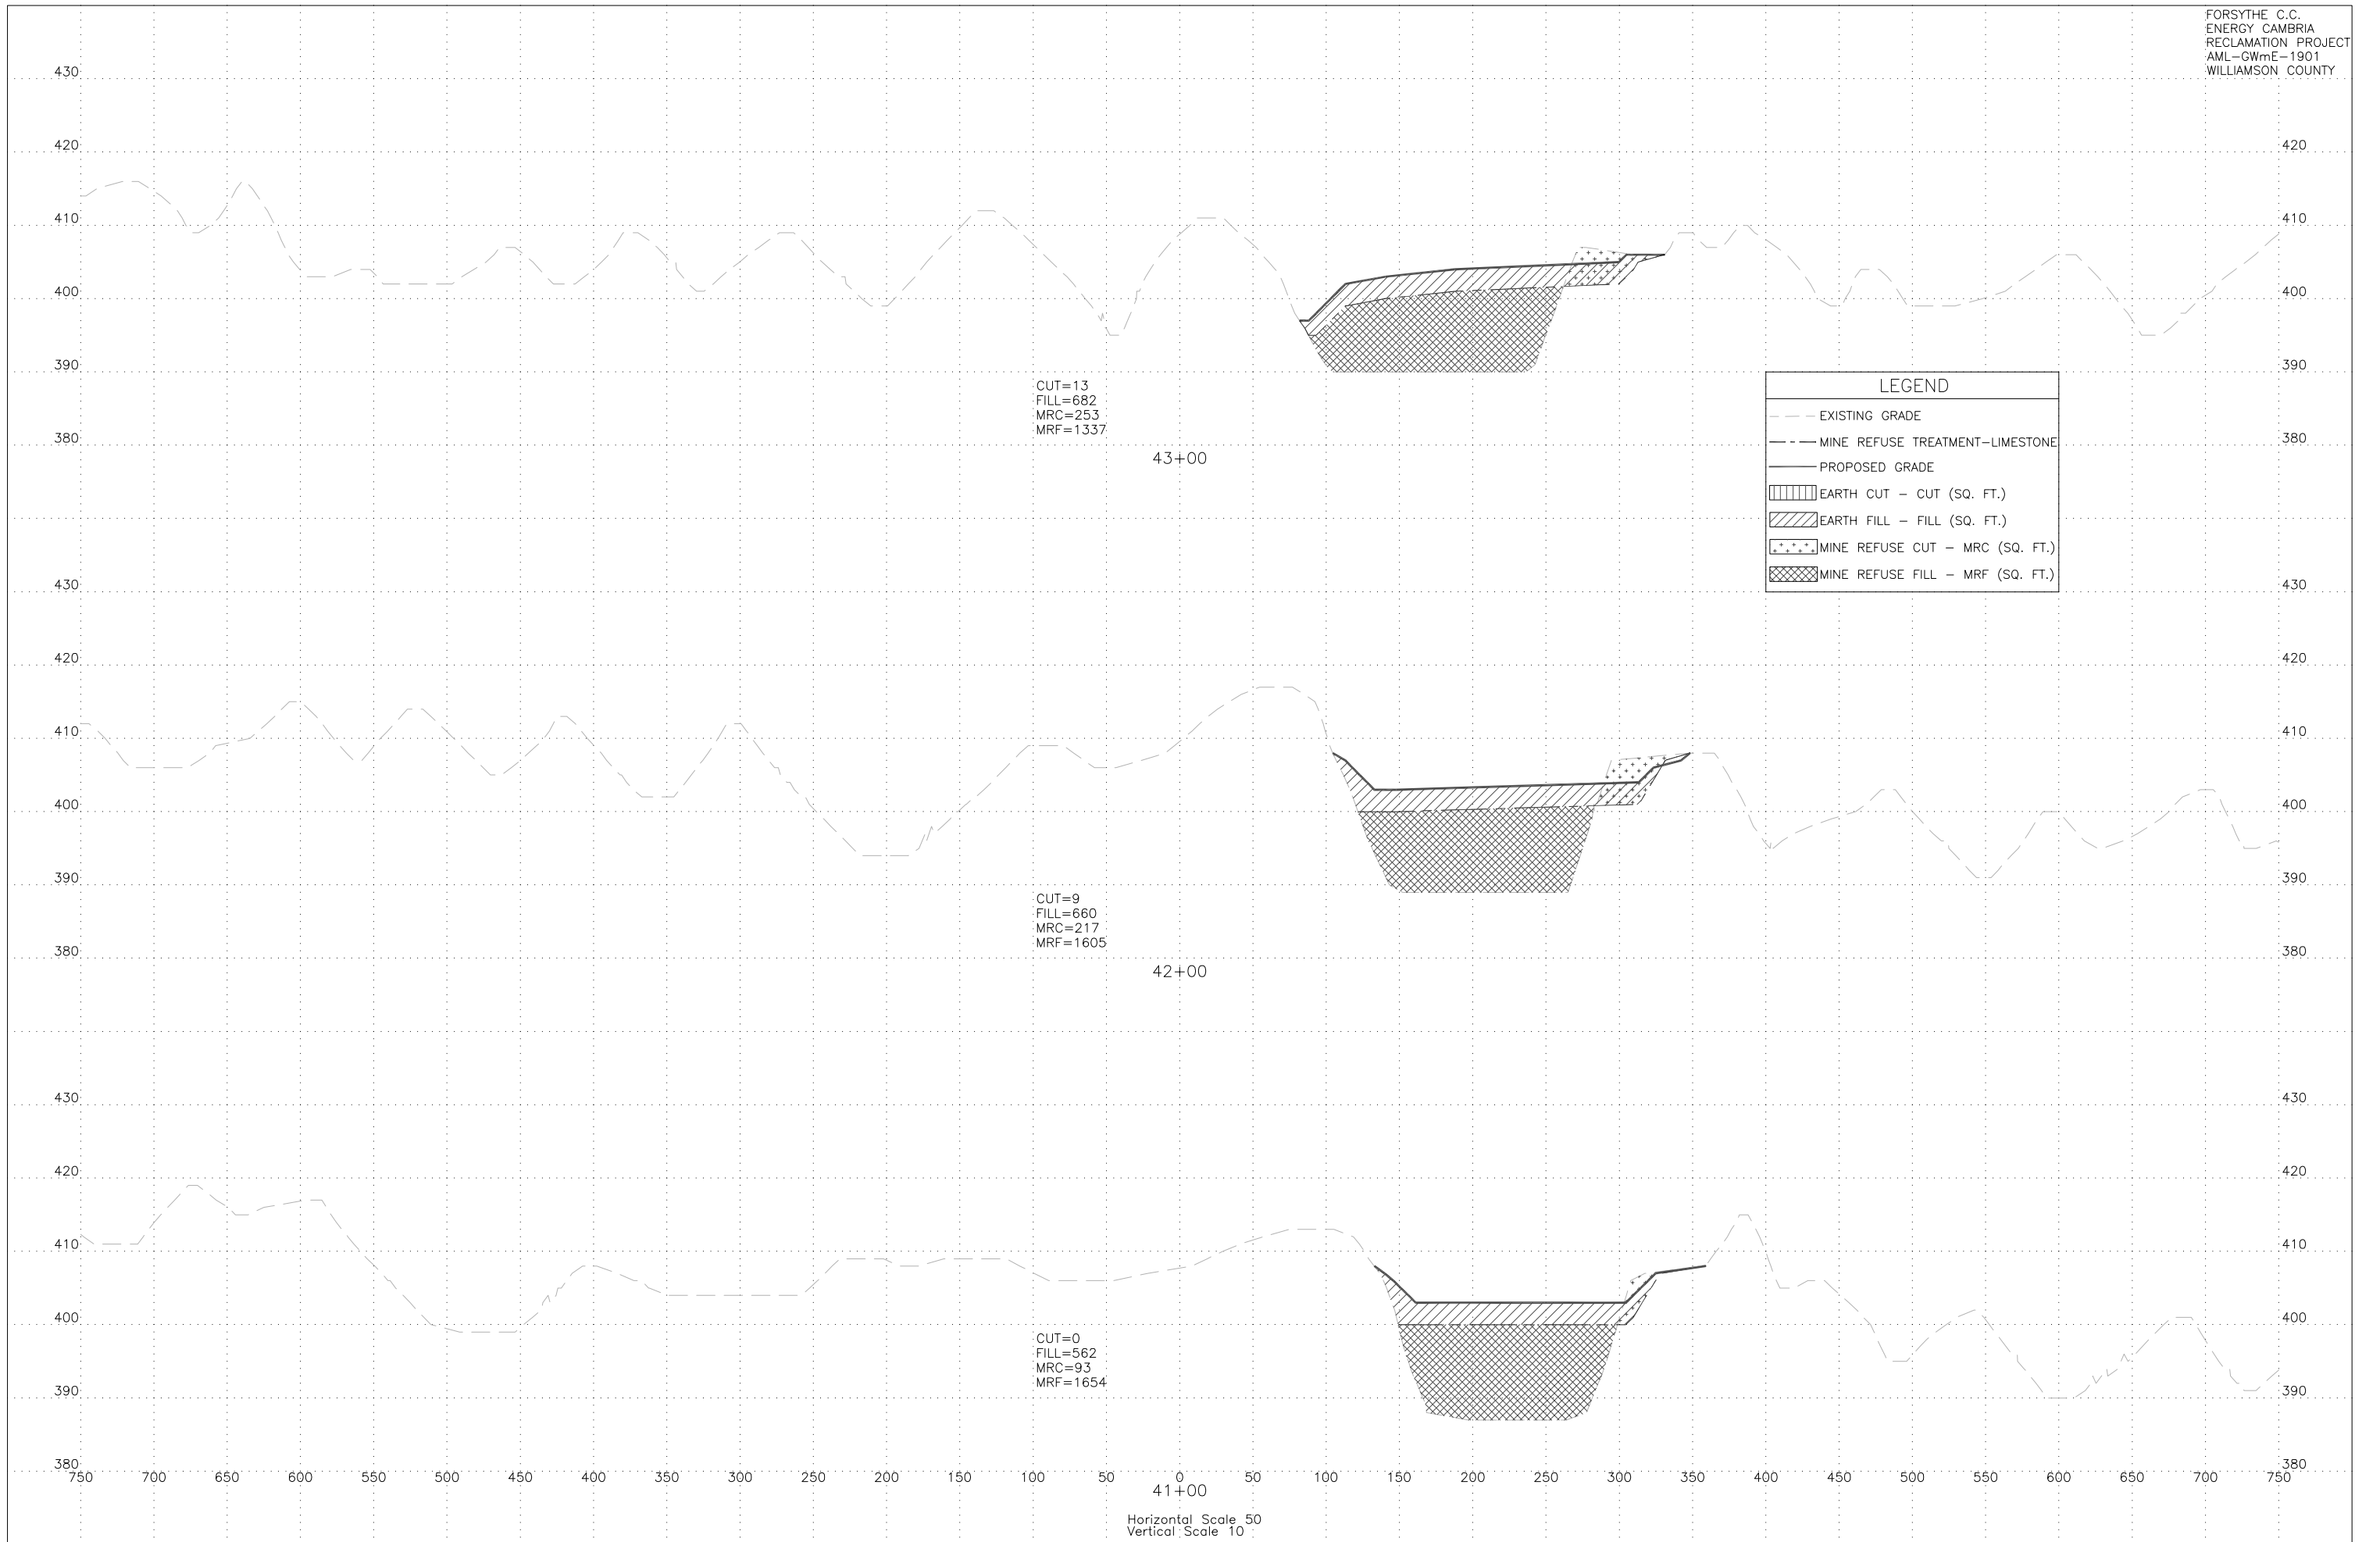 FORSYTHE C.C.
ENERGY CAMBRIA
RECLAMATION PROJECT
AML-GWmE-1901
WILLIAMSON COUNTY
430
420 420
410 410
400 400
390 390
CUT=13
FILL=682
MRC=253
MRF=1337
380 380
43+00
LEGEND
EXISTING GRADE
MINE REFUSE TREATMENT-LIMESTONE
PROPOSED GRADE
EARTH CUT - CUT (SQ. FT.)
EARTH FILL - FILL (SQ. FT.)
MINE REFUSE CUT - MRC (SQ. FT.)
MINE REFUSE FILL - MRF (SQ. FT.)
430 430
420 420
410 410
400 400
390 390
CUT=9
FILL=660
MRC=217
MRF=1605
380 380
42+00
430 430
420 420
410 410
400 400
CUT=0
FILL=562
MRC=93
MRF=1654
390 390
380 380
750 700 650 600 550 500 450 400 350 300 250 200 150 100 50 0 50 100 150 200 250 300 350 400 450 500 550 600 650 700 750
41+00
Horizontal Scale 50
Vertical Scale 10